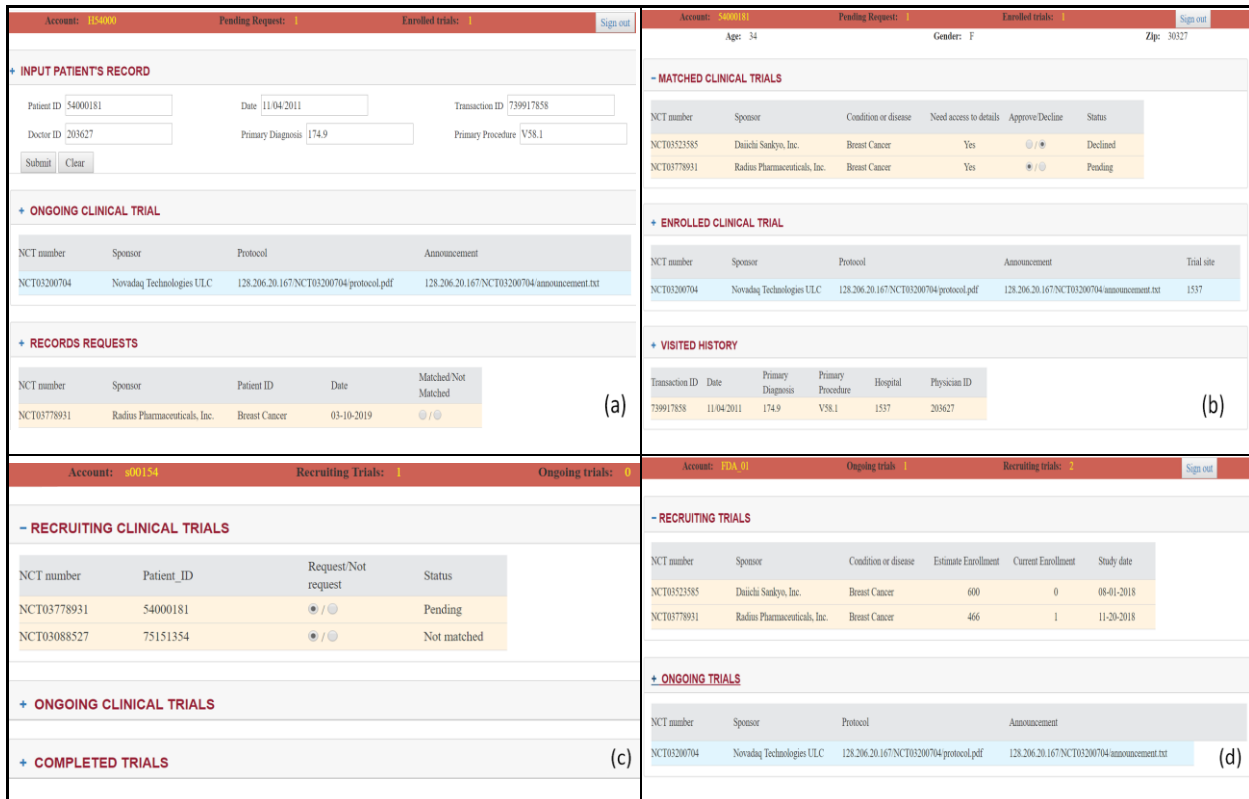 Account: H54000 Pending Request: 1 Enrolled trials: 1 Sign out
+ INPUT PATIENT'S RECORD
Patient ID 54000181 Date 11/04/2011 Transaction ID 739917858
Doctor ID 203627 Primary Diagnosis 174.9 Primary Procedure V58.1
Submit Clear
+ ONGOING CLINICAL TRIAL
NCT number Sponsor Protocol Announcement
NCT03200704 Novadaq Technologies ULC 128.206.20.167/NCT03200704/protocol.pdf 128.206.20.167/NCT03200704/announcement.txt
+ RECORDS REQUESTS
NCT number Sponsor Patient ID Date Matched/Not
Matched
NCT03778931 Radius Pharmaceuticals, Inc. Breast Cancer 03-10-2019 /
(a)
Account: 54000181 Pending Request: 1 Enrolled trials: 1 Sign out
Age: 34 Gender: F Zip: 30327
− MATCHED CLINICAL TRIALS
NCT number Sponsor Condition or disease Need access to details Approve/Decline Status
NCT03523585 Daiichi Sankyo, Inc. Breast Cancer Yes / Declined
NCT03778931 Radius Pharmaceuticals, Inc. Breast Cancer Yes / Pending
+ ENROLLED CLINICAL TRIAL
NCT number Sponsor Protocol Announcement Trial site
NCT03200704 Novadaq Technologies ULC 128.206.20.167/NCT03200704/protocol.pdf 128.206.20.167/NCT03200704/announcement.txt 1537
+ VISITED HISTORY
Transaction ID Date Primary Primary Hospital Physician ID
Diagnosis Procedure
739917858 11/04/2011 174.9 V58.1 1537 203627
(b)
Account: s00154 Recruiting Trials: 1 Ongoing trials: 0
− RECRUITING CLINICAL TRIALS
NCT number Patient_ID Request/Not Status
request
NCT03778931 54000181 / Pending
NCT03088527 75151354 / Not matched
+ ONGOING CLINICAL TRIALS
+ COMPLETED TRIALS
(c)
Account: FDA_01 Ongoing trials 1 Recruiting trials: 2 Sign out
− RECRUITING TRIALS
NCT number Sponsor Condition or disease Estimate Enrollment Current Enrollment Study date
NCT03523585 Daiichi Sankyo, Inc. Breast Cancer 600 0 08-01-2018
NCT03778931 Radius Pharmaceuticals, Inc. Breast Cancer 466 1 11-20-2018
+ ONGOING TRIALS
NCT number Sponsor Protocol Announcement
NCT03200704 Novadaq Technologies ULC 128.206.20.167/NCT03200704/protocol.pdf 128.206.20.167/NCT03200704/announcement.txt
(d)